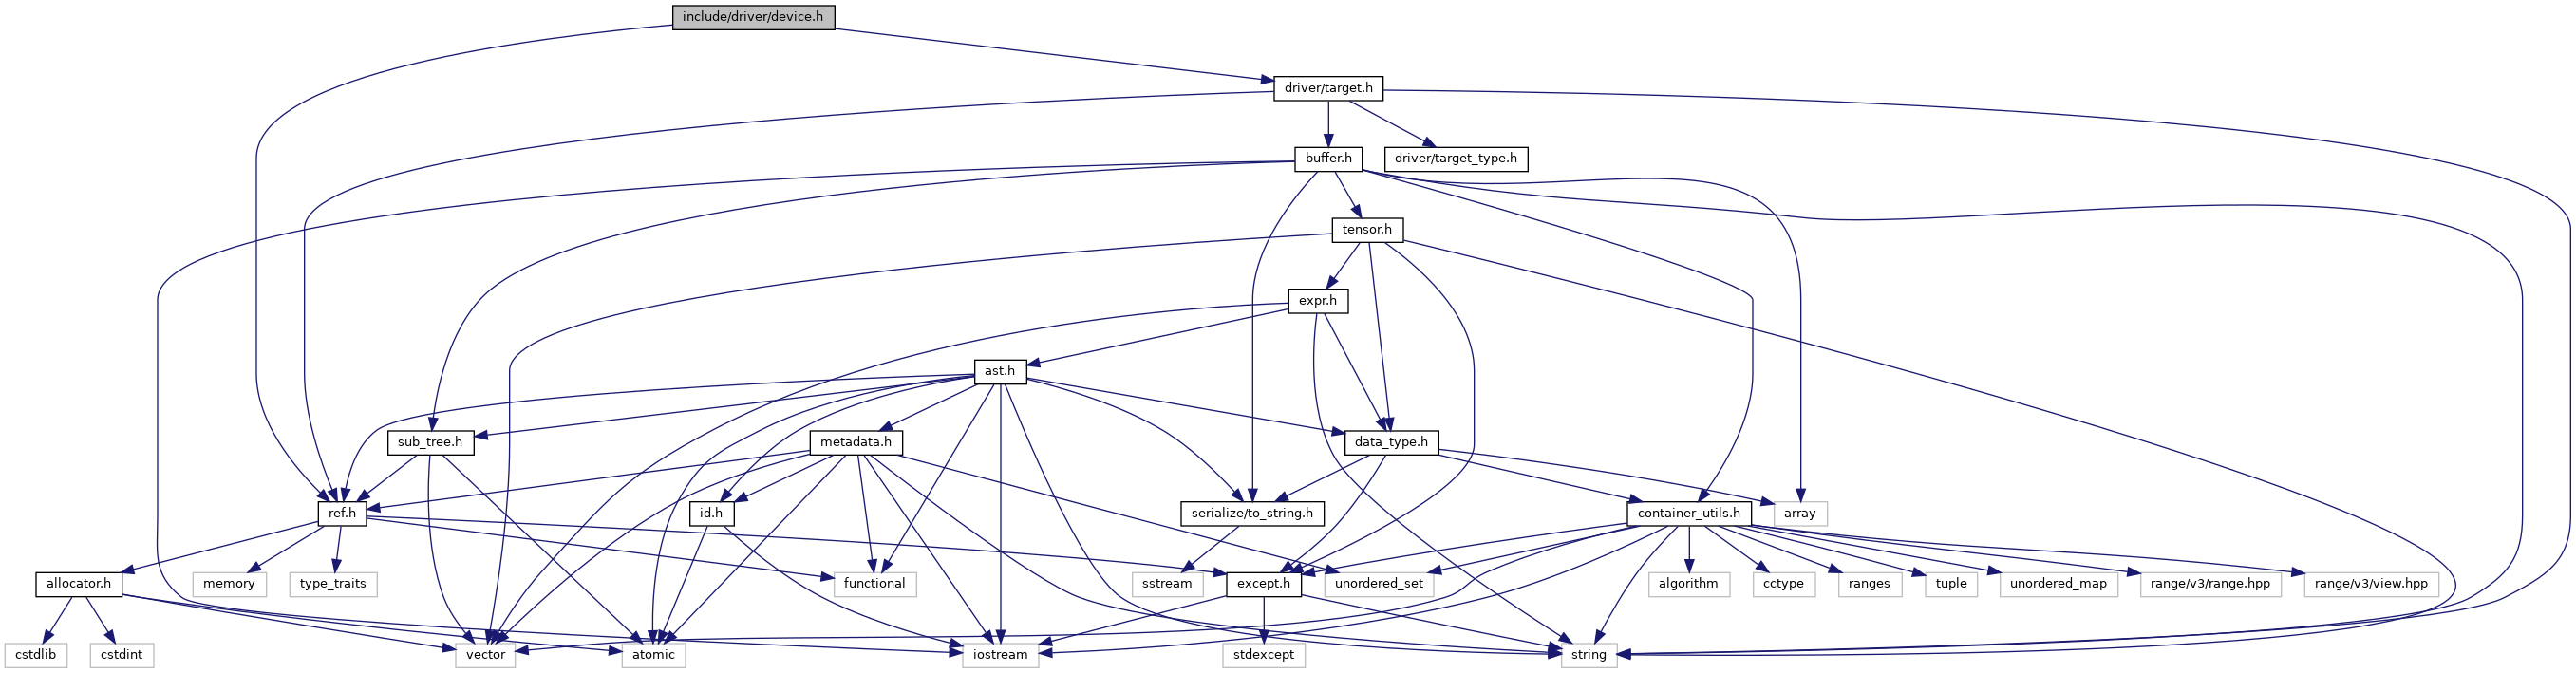 include/driver/device.h
driver/target.h
buffer.h
driver/target_type.h
tensor.h
expr.h
ast.h
sub_tree.h
metadata.h
data_type.h
ref.h
id.h
serialize/to_string.h
container_utils.h
array
allocator.h
memory
type_traits
functional
sstream
except.h
unordered_set
algorithm
cctype
ranges
tuple
unordered_map
range/v3/range.hpp
range/v3/view.hpp
cstdlib
cstdint
vector
atomic
iostream
stdexcept
string